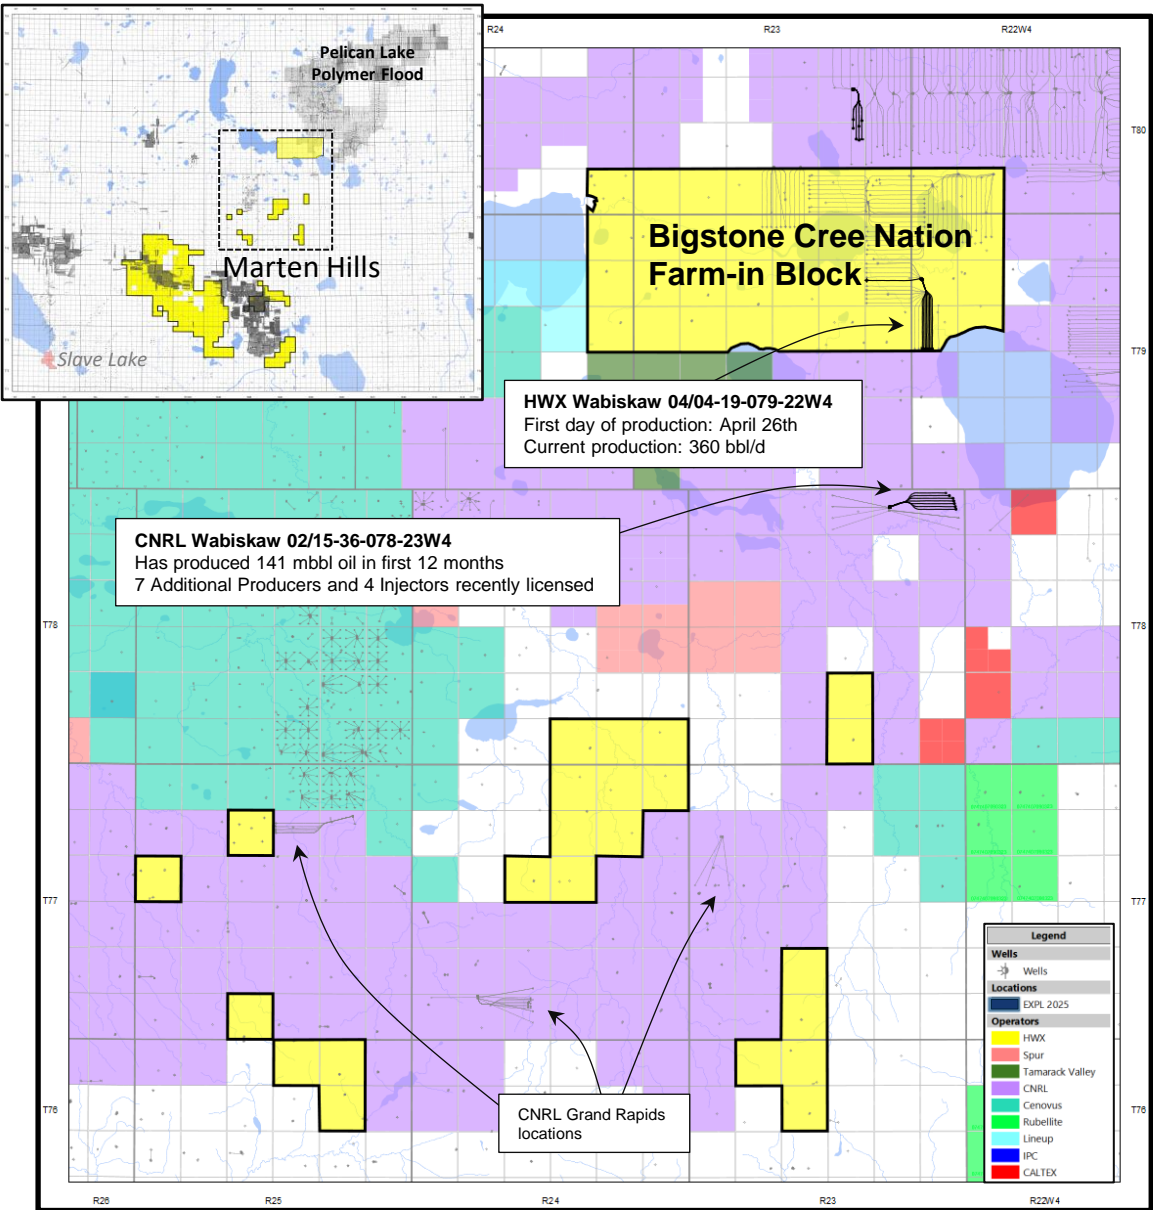 R24
R23
R22W4
Pelican Lake
Polymer Flood
Marten Hills
Slave Lake
T80
Bigstone Cree Nation
Farm-in Block
T79
HWX Wabiskaw 04/04-19-079-22W4
First day of production: April 26th
Current production: 360 bbl/d
CNRL Wabiskaw 02/15-36-078-23W4
Has produced 141 mbbl oil in first 12 months
7 Additional Producers and 4 Injectors recently licensed
T78
T78
T77
T77
CNRL Grand Rapids
locations
T76
T76
Legend
Wells
Wells
Locations
EXPL 2025
Operators
HWX
Spur
Tamarack Valley
CNRL
Cenovus
Rubellite
Lineup
IPC
CALTEX
R26
R25
R24
R23
R22W4